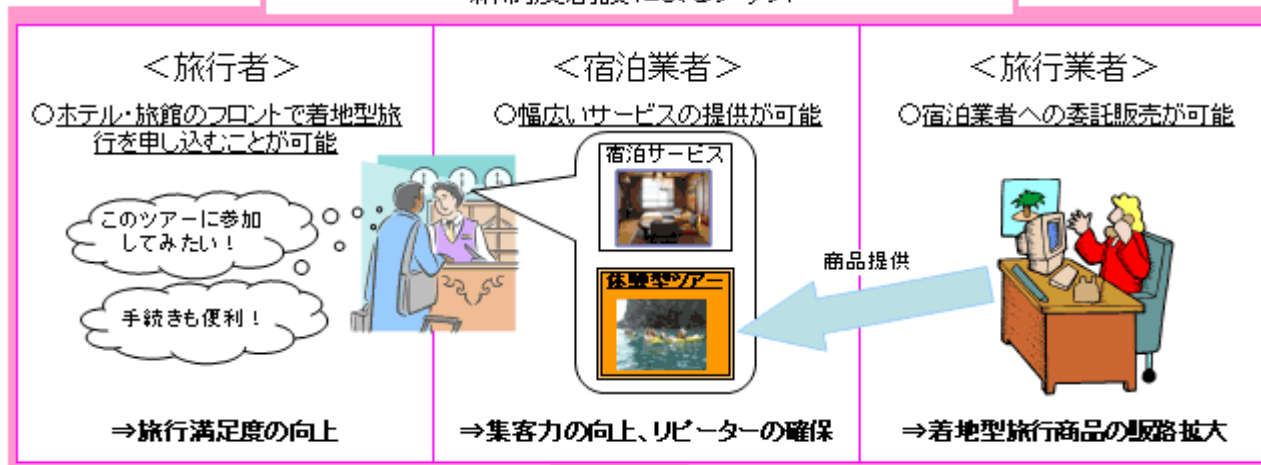 ＜旅行者＞
○ホテル・旅館のフロントで着地型旅
行を申し込むことが可能
このツアーに参加
してみたい！
手続きも便利！
⇒旅行満足度の向上
＜宿泊業者＞
○幅広いサービスの提供が可能
宿泊サービス
体験型ツアー
⇒集客力の向上、リピーターの確保
＜旅行業者＞
○宿泊業者への委託販売が可能
商品提供
⇒着地型旅行商品の販路拡大